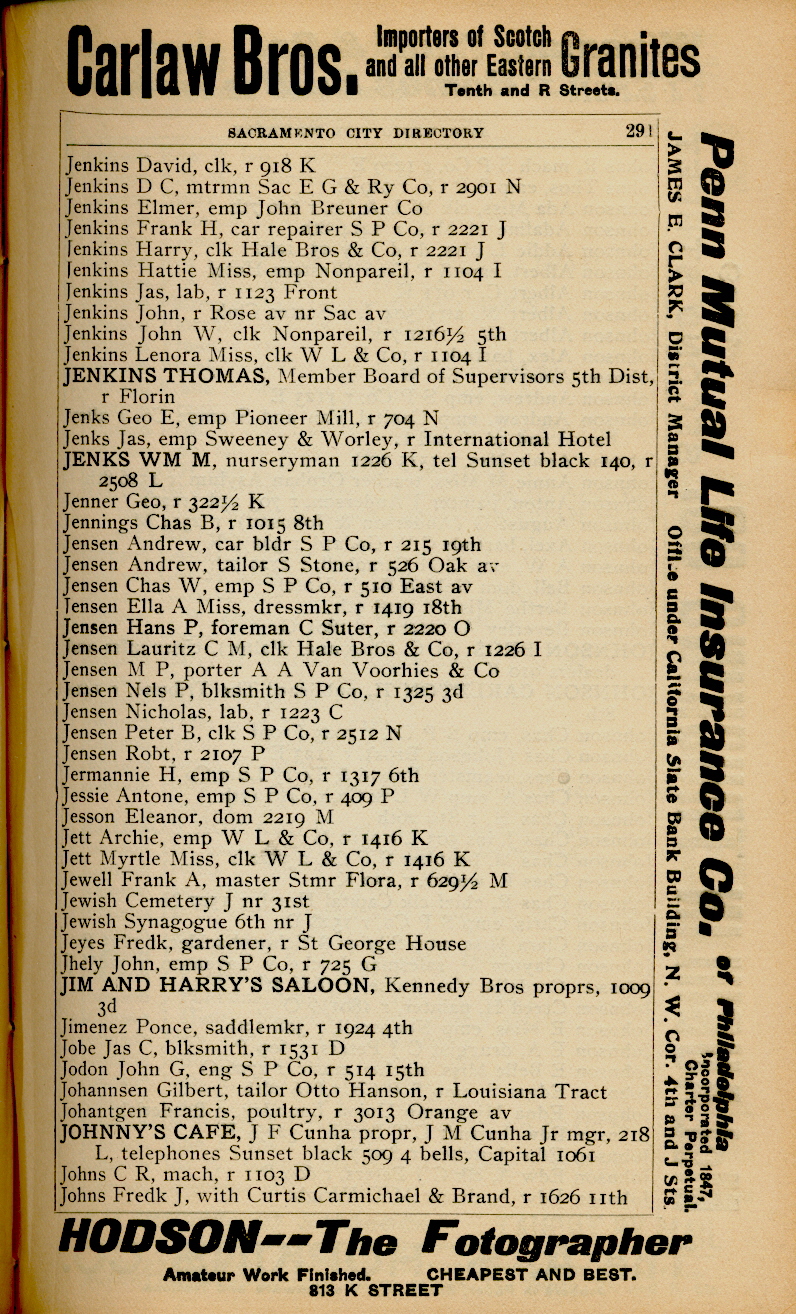 Carlaw Bros. Importers of Scotch and all other Eastern Granites
Tenth and R Streets.
SACRAMENTO CITY DIRECTORY 291
Jenkins David, clk, r 918 K
Jenkins D C, mtrmn Sac E G & Ry Co, r 2901 N
Jenkins Elmer, emp John Breuner Co
Jenkins Frank H, car repairer S P Co, r 2221 J
Jenkins Harry, clk Hale Bros & Co, r 2221 J
Jenkins Hattie Miss, emp Nonpareil, r 1104 I
Jenkins Jas, lab, r 1123 Front
Jenkins John, r Rose av nr Sac av
Jenkins John W, clk Nonpareil, r 1216½ 5th
Jenkins Lenora Miss, clk W L & Co, r 1104 I
JENKINS THOMAS, Member Board of Supervisors 5th Dist,
r Florin
Jenks Geo E, emp Pioneer Mill, r 704 N
Jenks Jas, emp Sweeney & Worley, r International Hotel
JENKS WM M, nurseryman 1226 K, tel Sunset black 140, r
2508 L
Jenner Geo, r 322½ K
Jennings Chas B, r 1015 8th
Jensen Andrew, car bldr S P Co, r 215 19th
Jensen Andrew, tailor S Stone, r 526 Oak av
Jensen Chas W, emp S P Co, r 510 East av
Jensen Ella A Miss, dressmkr, r 1419 18th
Jensen Hans P, foreman C Suter, r 2220 O
Jensen Lauritz C M, clk Hale Bros & Co, r 1226 I
Jensen M P, porter A A Van Voorhies & Co
Jensen Nels P, blksmith S P Co, r 1325 3d
Jensen Nicholas, lab, r 1223 C
Jensen Peter B, clk S P Co, r 2512 N
Jensen Robt, r 2107 P
Jermannie H, emp S P Co, r 1317 6th
Jessie Antone, emp S P Co, r 409 P
Jesson Eleanor, dom 2219 M
Jett Archie, emp W L & Co, r 1416 K
Jett Myrtle Miss, clk W L & Co, r 1416 K
Jewell Frank A, master Stmr Flora, r 629½ M
Jewish Cemetery J nr 31st
Jewish Synagogue 6th nr J
Jeyes Fredk, gardener, r St George House
Jhely John, emp S P Co, r 725 G
JIM AND HARRY'S SALOON, Kennedy Bros proprs, 1009
3d
Jimenez Ponce, saddlemkr, r 1924 4th
Jobe Jas C, blksmith, r 1531 D
Jodon John G, eng S P Co, r 514 15th
Johannsen Gilbert, tailor Otto Hanson, r Louisiana Tract
Johantgen Francis, poultry, r 3013 Orange av
JOHNNY'S CAFE, J F Cunha propr, J M Cunha Jr mgr, 218
L, telephones Sunset black 509 4 bells, Capital 1061
Johns C R, mach, r 1103 D
Johns Fredk J, with Curtis Carmichael & Brand, r 1626 11th
Penn Mutual Life Insurance Co. of Philadelphia
Incorporated 1847,
Charter Perpetual.
JAMES E. CLARK, District Manager Office under California State Bank Building, N. W. Cor. 4th and J Sts.
HODSON--The Fotographer
Amateur Work Finished. CHEAPEST AND BEST.
813 K STREET